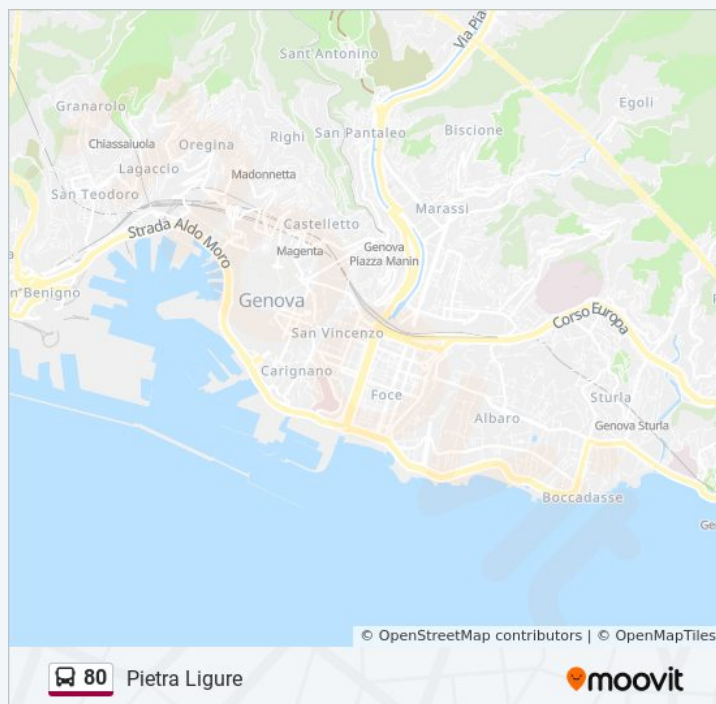 Via Pia
Sant Antonino
Granarolo
Egoli
Chiassaiuola
Oregina
Righi
San Pantaleo
Biscione
Lagaccio
Madonnetta
San Teodoro
Marassi
Castelletto
Strada Aldo Moro
Magenta
Genova
Piazza Manin
n Benigno
Genova
Corso Europa
San Vincenzo
Carignano
Foce
Sturla
Albaro
Genova Sturla
Boccadasse
Ge
© OpenStreetMap contributors | © OpenMapTiles
80 Pietra Ligure
moovit